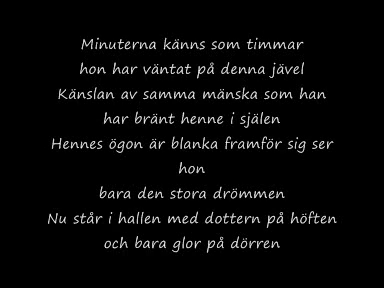 Minuterna känns som timmar
hon har väntat på denna jävel
Känslan av samma mänska som han
har bränt henne i själen
Hennes ögon är blanka framför sig ser
hon
bara den stora drömmen
Nu står i hallen med dottern på höften
och bara glor på dörren